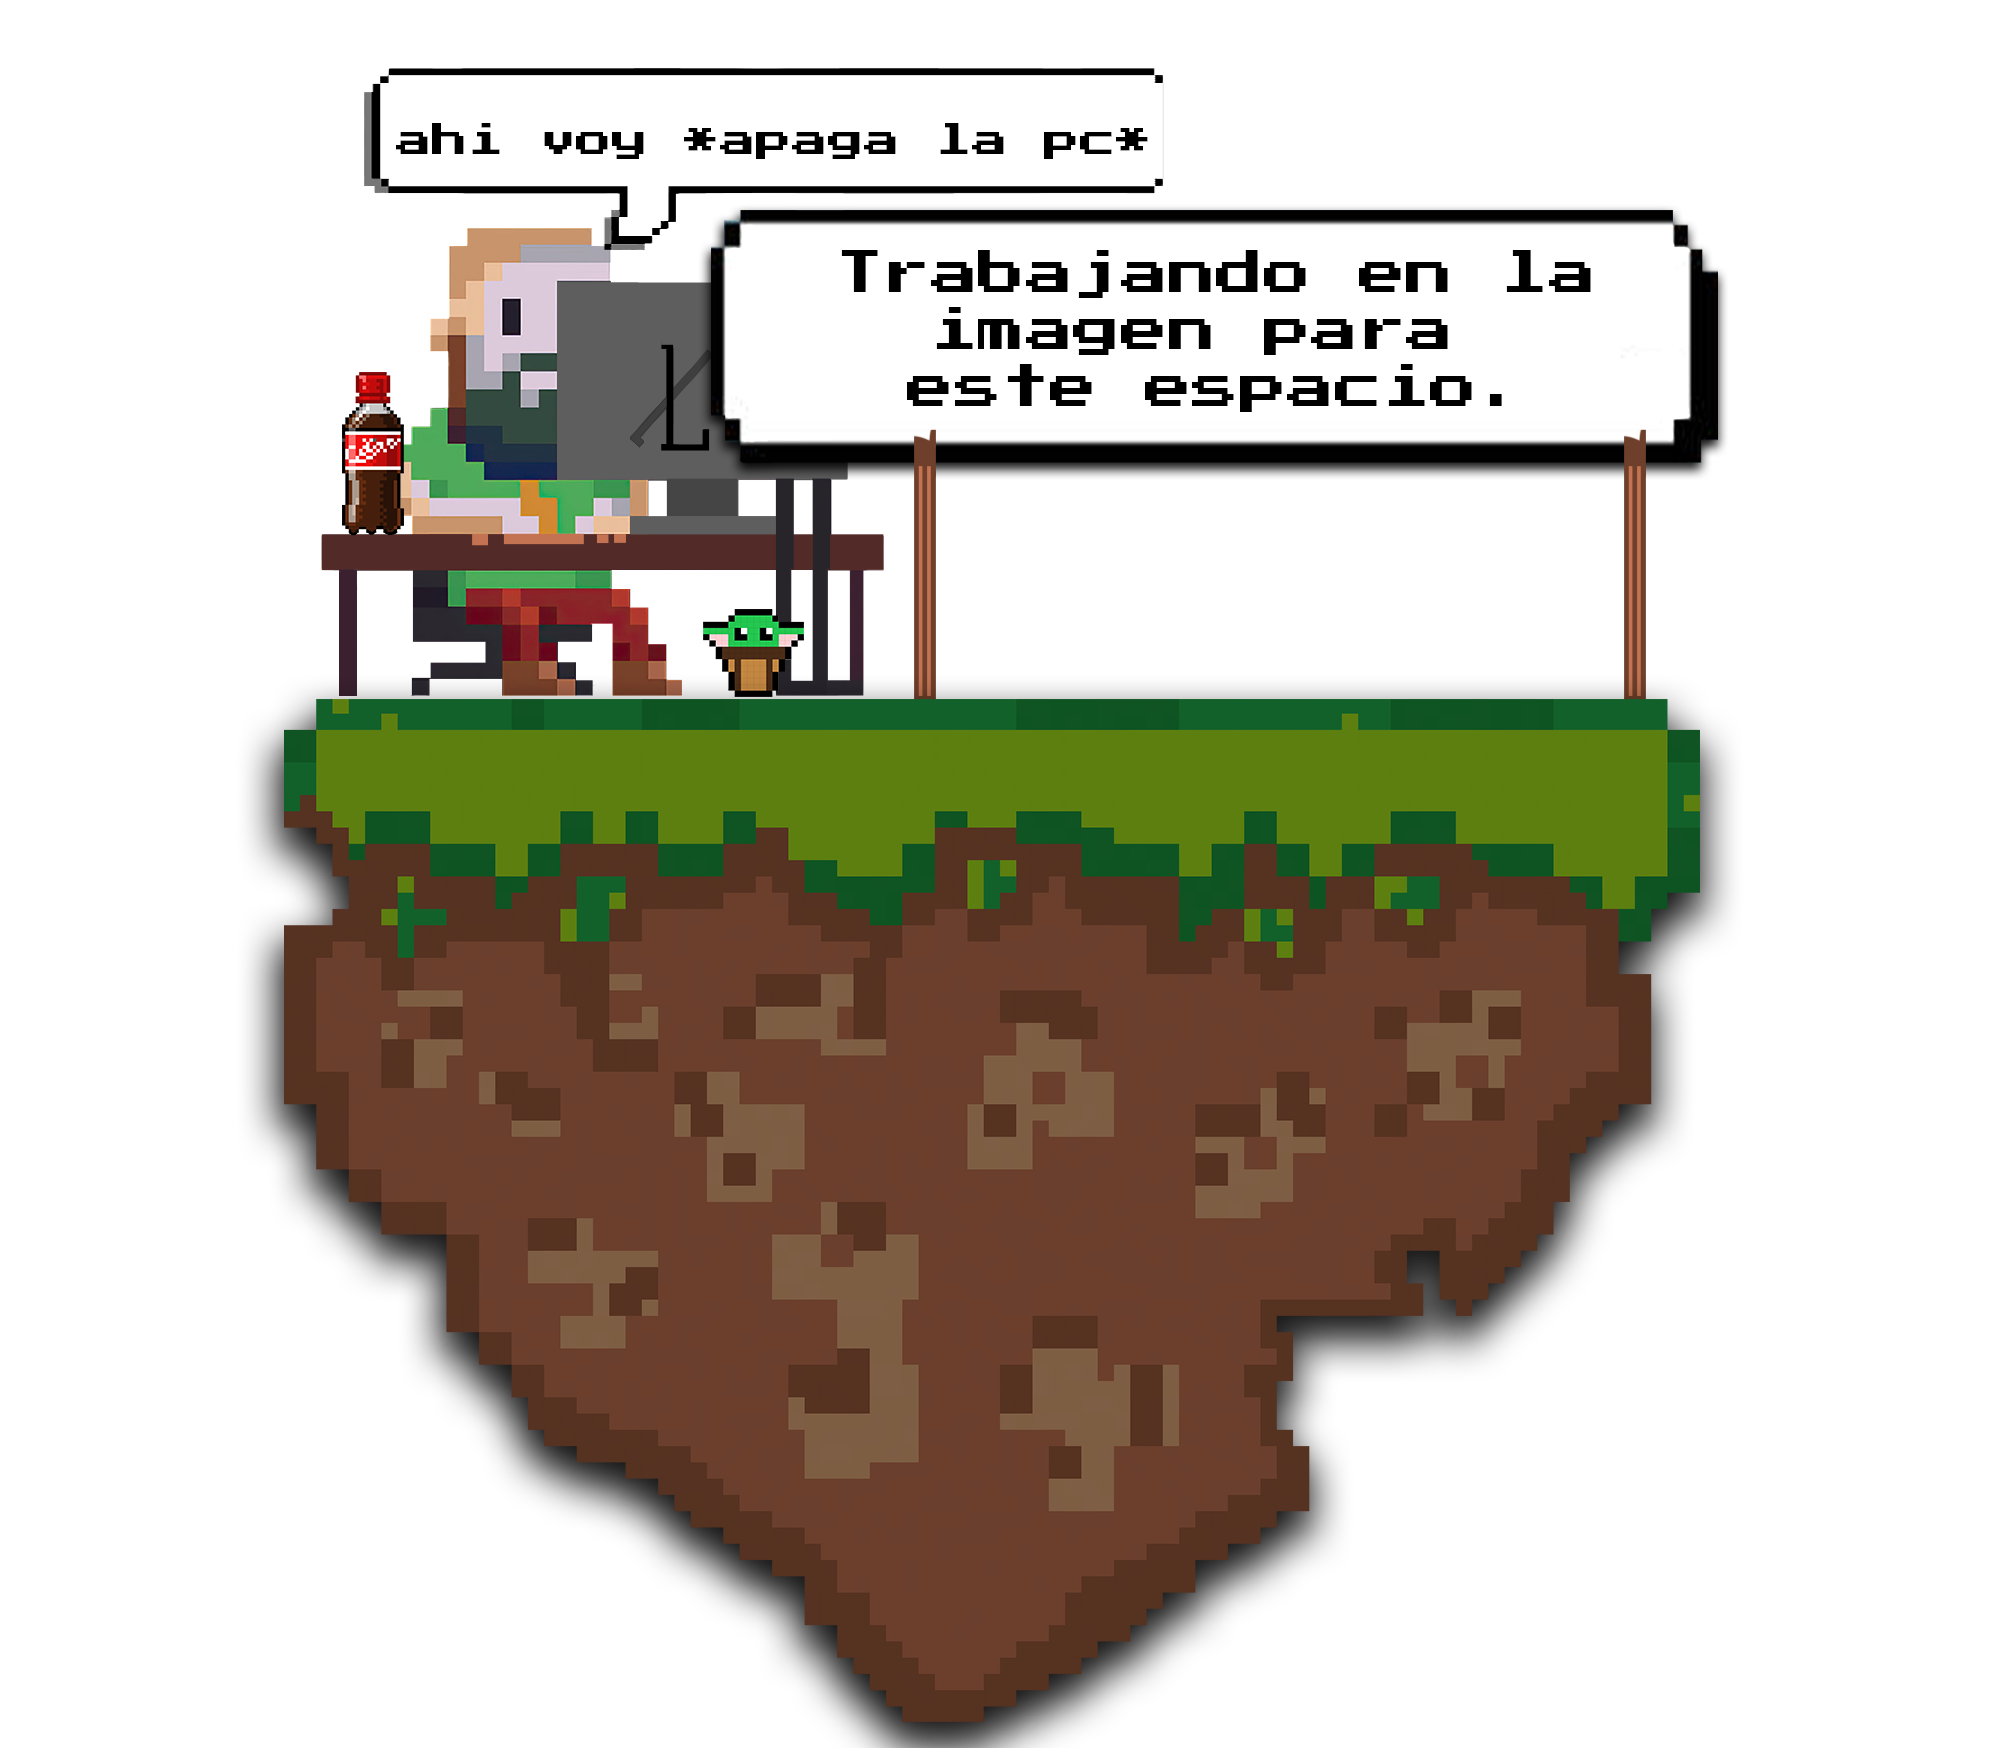 ahi voy *apaga la pc*
Trabajando en la
imagen para
este espacio.
L